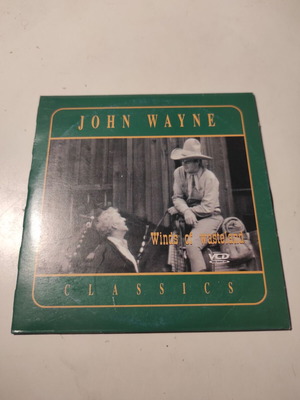 JOHN WAYNE
Winds of wasteland
VCD
CLASSICS